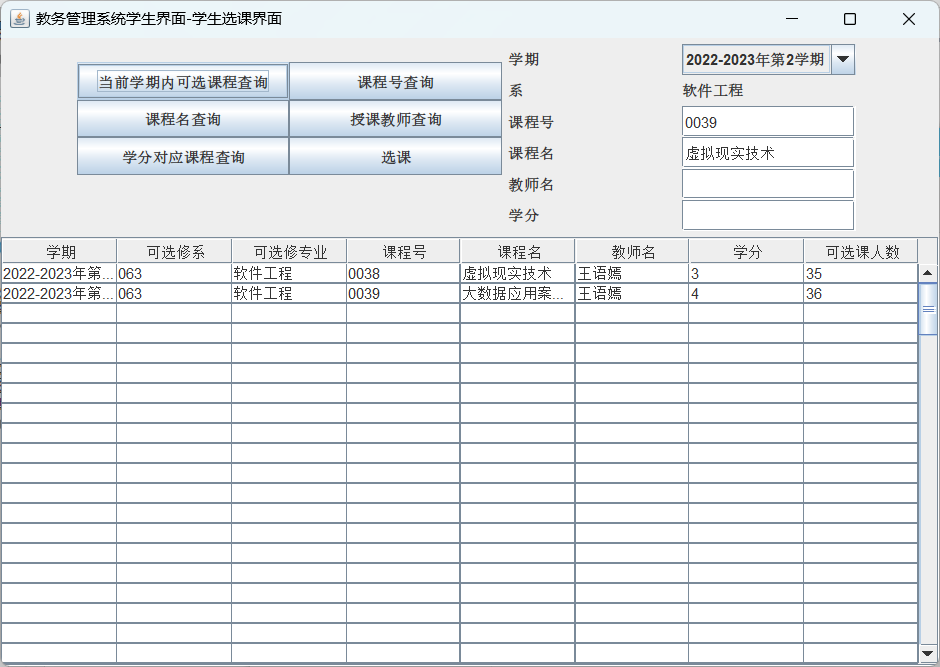 教务管理系统学生界面-学生选课界面
当前学期内可选课程查询 课程号查询
课程名查询 授课教师查询
学分对应课程查询 选课
学期 2022-2023年第2学期
系 软件工程
课程号 0039
课程名 虚拟现实技术
教师名
学分
学期 可选修系 可选修专业 课程号 课程名 教师名 学分 可选课人数
2022-2023年第... 063 软件工程 0038 虚拟现实技术 王语嫣 3 35
2022-2023年第... 063 软件工程 0039 大数据应用案... 王语嫣 4 36